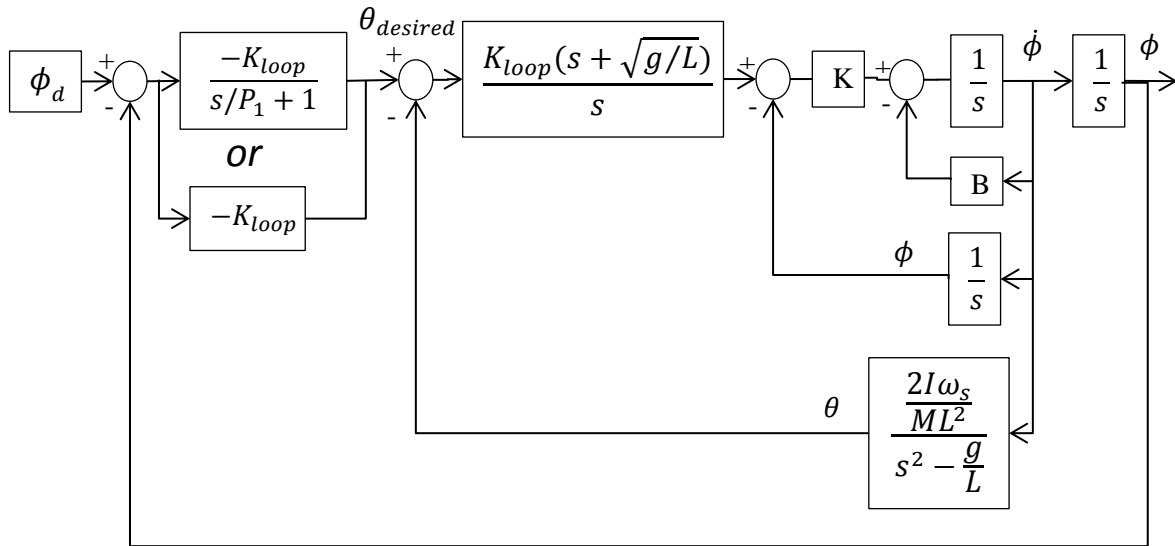 θ_desired
ϕ_d
+
-
-K_loop
s/P_1 + 1
or
-K_loop
+
-
K_loop(s + √g/L)
s
+
-
K
+
-
1
s
ϕ̇
1
s
ϕ
B
ϕ
1
s
θ
2Iω_s
ML²
s² − g
L